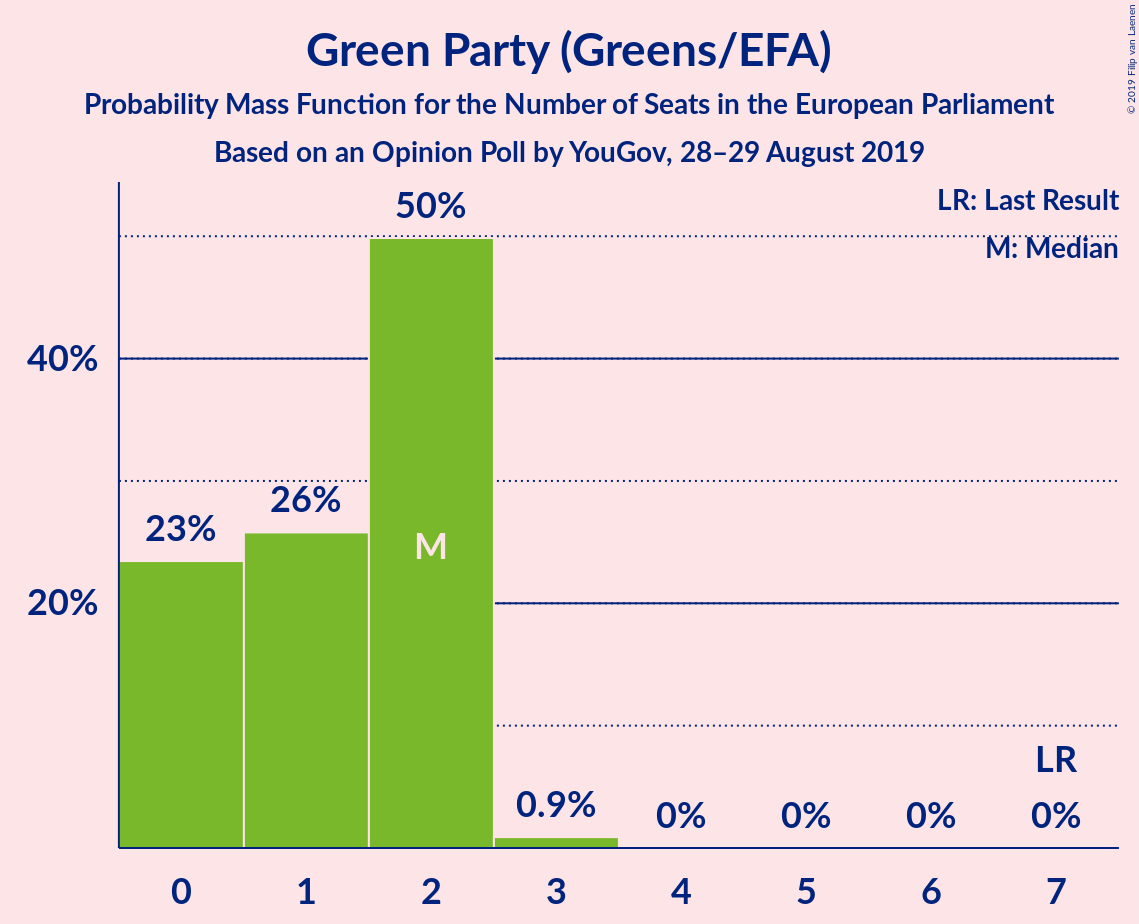 Green Party (Greens/EFA)
Probability Mass Function for the Number of Seats in the European Parliament
Based on an Opinion Poll by YouGov, 28–29 August 2019
© 2019 Filip van Laenen
LR: Last Result
M: Median
50%
40%
26%
23%
M
20%
LR
0.9%
0%
0%
0%
0%
0
1
2
3
4
5
6
7